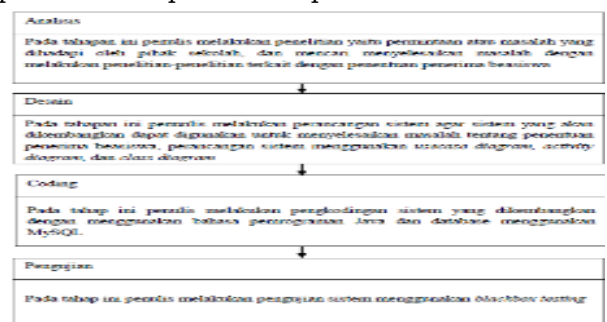 Analisis
Pada tahapan ini penulis melakukan penelitian yaitu permintaan atas masalah yang
dihadapi oleh pihak sekolah, dan mencari menyelesaikan masalah dengan
melakukan penelitian-penelitian terkait dengan penentuan penerima beasiswa
Desain
Pada tahapan ini penulis melakukan perancangan sistem agar sistem yang akan
dikembangkan dapat digunakan untuk menyelesaikan masalah tentang penentuan
penerima beasiswa, perancangan sistem menggunakan usecase diagram, activity
diagram, dan class diagram
Coding
Pada tahap ini penulis melakukan pengkodingan sistem yang dikembangkan
dengan menggunakan bahasa pemrograman Java dan database menggunakan
MySQL
Pengujian
Pada tahap ini penulis melakukan pengujian sistem menggunakan blackbox testing